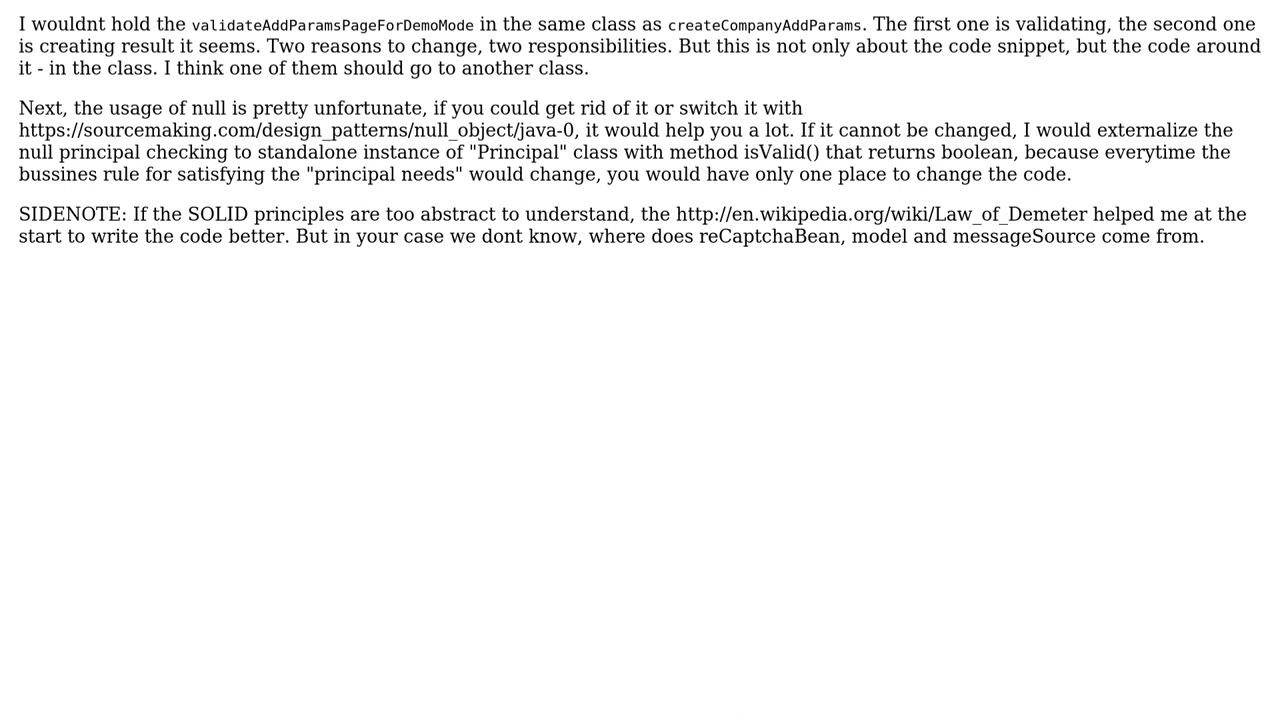 I wouldnt hold the validateAddParamsPageForDemoMode in the same class as createCompanyAddParams. The first one is validating, the second one
is creating result it seems. Two reasons to change, two responsibilities. But this is not only about the code snippet, but the code around
it - in the class. I think one of them should go to another class.
Next, the usage of null is pretty unfortunate, if you could get rid of it or switch it with
https://sourcemaking.com/design_patterns/null_object/java-0, it would help you a lot. If it cannot be changed, I would externalize the
null principal checking to standalone instance of "Principal" class with method isValid() that returns boolean, because everytime the
bussines rule for satisfying the "principal needs" would change, you would have only one place to change the code.
SIDENOTE: If the SOLID principles are too abstract to understand, the http://en.wikipedia.org/wiki/Law_of_Demeter helped me at the
start to write the code better. But in your case we dont know, where does reCaptchaBean, model and messageSource come from.